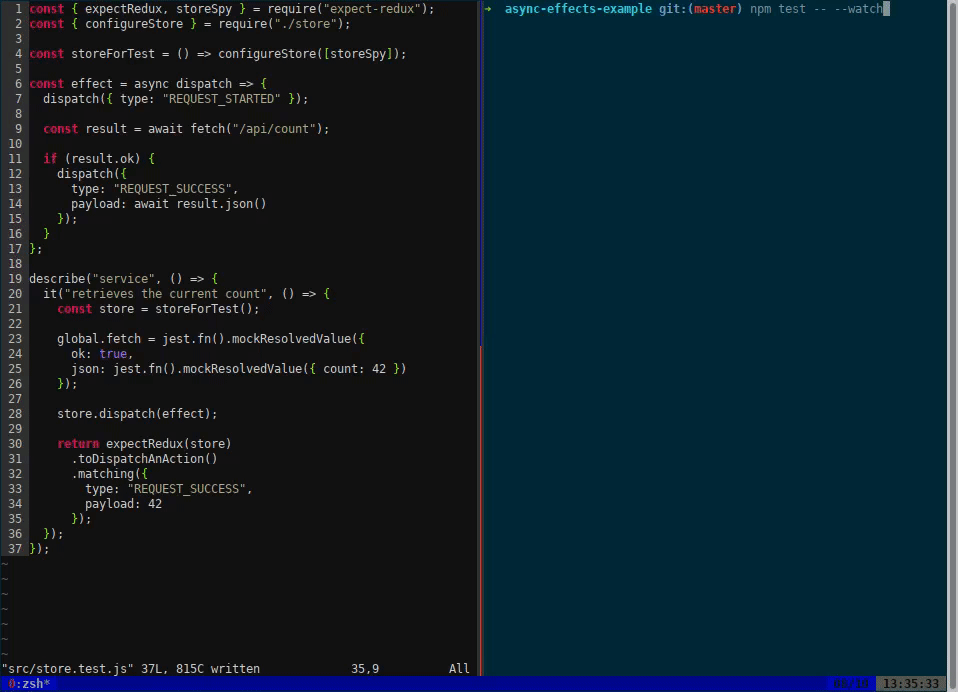 1 const { expectRedux, storeSpy } = require("expect-redux");
2 const { configureStore } = require("./store");
3
4 const storeForTest = () => configureStore([storeSpy]);
5
6 const effect = async dispatch => {
7   dispatch({ type: "REQUEST_STARTED" });
8
9   const result = await fetch("/api/count");
10
11   if (result.ok) {
12     dispatch({
13       type: "REQUEST_SUCCESS",
14       payload: await result.json()
15     });
16   }
17 };
18
19 describe("service", () => {
20   it("retrieves the current count", () => {
21     const store = storeForTest();
22
23     global.fetch = jest.fn().mockResolvedValue({
24       ok: true,
25       json: jest.fn().mockResolvedValue({ count: 42 })
26     });
27
28     store.dispatch(effect);
29
30     return expectRedux(store)
31       .toDispatchAnAction()
32       .matching({
33         type: "REQUEST_SUCCESS",
34         payload: 42
35       });
36   });
37 });
~
~
~
~
~
~
~
"src/store.test.js" 37L, 815C written 35,9 All
→ async-effects-example git:(master) npm test -- --watch
0:zsh* 13:35:33